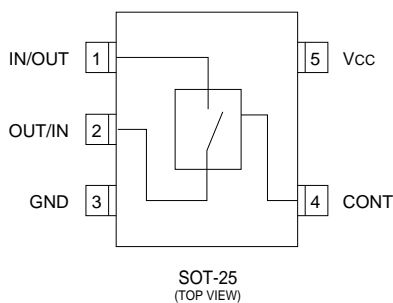 IN/OUT 1 5 VCC
OUT/IN 2
GND 3 4 CONT
SOT-25
(TOP VIEW)